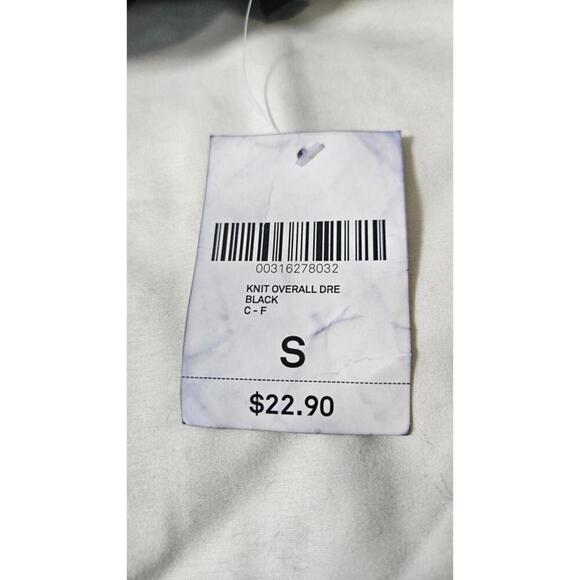 00316278032
KNIT OVERALL DRE
BLACK
C - F
S
$22.90